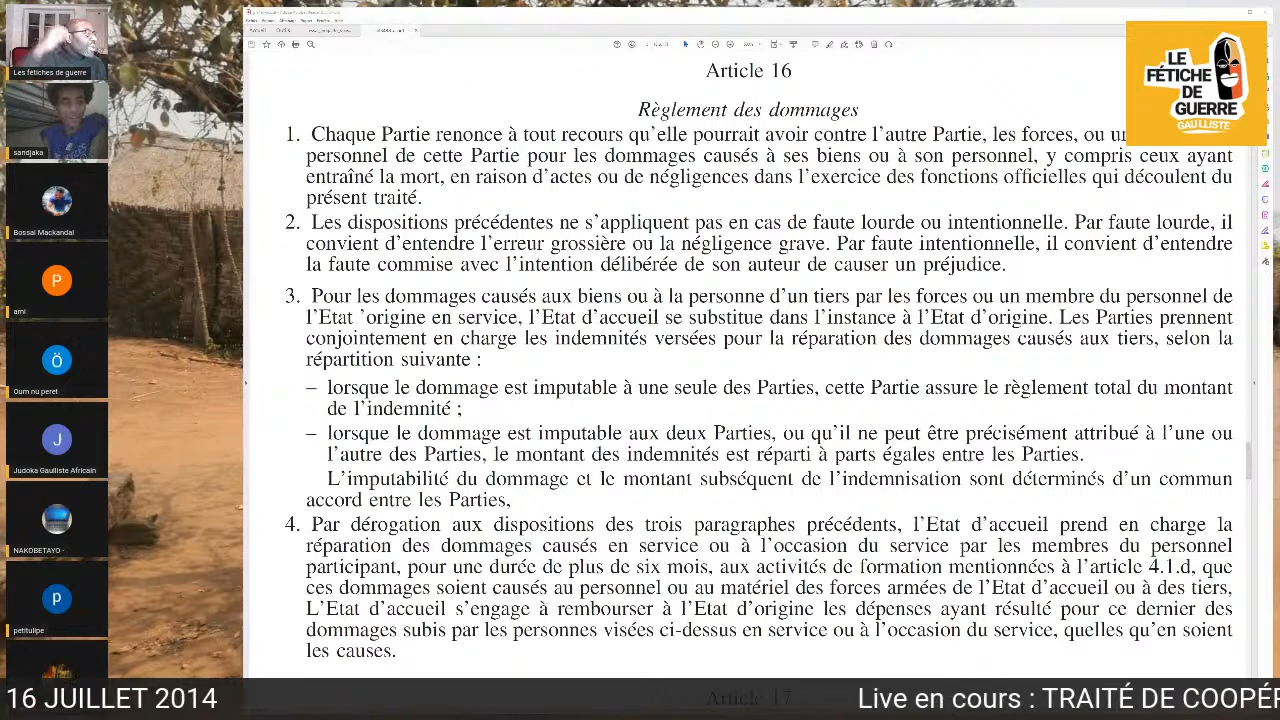 Les fétiches de guerre
sandjaka
Bossal Mackandal
P
ami
Ö
Oum nu peret
J
Judoka Gaulliste Africain
NAKOBETAYO -
p
petitulipe
LE
FÉTICHE
DE
GUERRE
GAULLISTE
Article 16
Règlement des dommages
1. Chaque Partie renonce à tout recours qu'elle pourrait avoir contre l'autre Partie, les forces, ou un
personnel de cette Partie pour les dommages causés à ses biens ou à son personnel, y compris ceux ayant
entraîné la mort, en raison d'actes ou de négligences dans l'exercice des fonctions officielles qui découlent du
présent traité.
2. Les dispositions précédentes ne s'appliquent pas en cas de faute lourde ou intentionnelle. Par faute lourde, il
convient d'entendre l'erreur grossière ou la négligence grave. Par faute intentionnelle, il convient d'entendre
la faute commise avec l'intention délibérée de son auteur de causer un préjudice.
3. Pour les dommages causés aux biens ou à la personne d'un tiers par les forces ou un membre du personnel de
l'Etat 'origine en service, l'Etat d'accueil se substitue dans l'instance à l'Etat d'origine. Les Parties prennent
conjointement en charge les indemnités versées pour la réparation des dommages causés aux tiers, selon la
répartition suivante :
– lorsque le dommage est imputable à une seule des Parties, cette Partie assure le règlement total du montant
de l'indemnité ;
– lorsque le dommage est imputable aux deux Parties, ou qu'il ne peut être précisément attribué à l'une ou
l'autre des Parties, le montant des indemnités est réparti à parts égales entre les Parties.
L'imputabilité du dommage et le montant subséquent de l'indemnisation sont déterminés d'un commun
accord entre les Parties,
4. Par dérogation aux dispositions des trois paragraphes précédents, l'Etat d'accueil prend en charge la
réparation des dommages causés en service ou à l'occasion du service par les membres du personnel
participant, pour une durée de plus de six mois, aux activités de formation mentionnées à l'article 4.1.d, que
ces dommages soient causés au personnel ou au matériel des forces armées de l'Etat d'accueil ou à des tiers,
L'Etat d'accueil s'engage à rembourser à l'Etat d'origine les dépenses ayant résulté pour ce dernier des
dommages subis par les personnes visées ci-dessus en service ou à l'occasion du service, quelles qu'en soient
les causes.
Article 17
16 JUILLET 2014
Live en cours : TRAITÉ DE COOPÉR